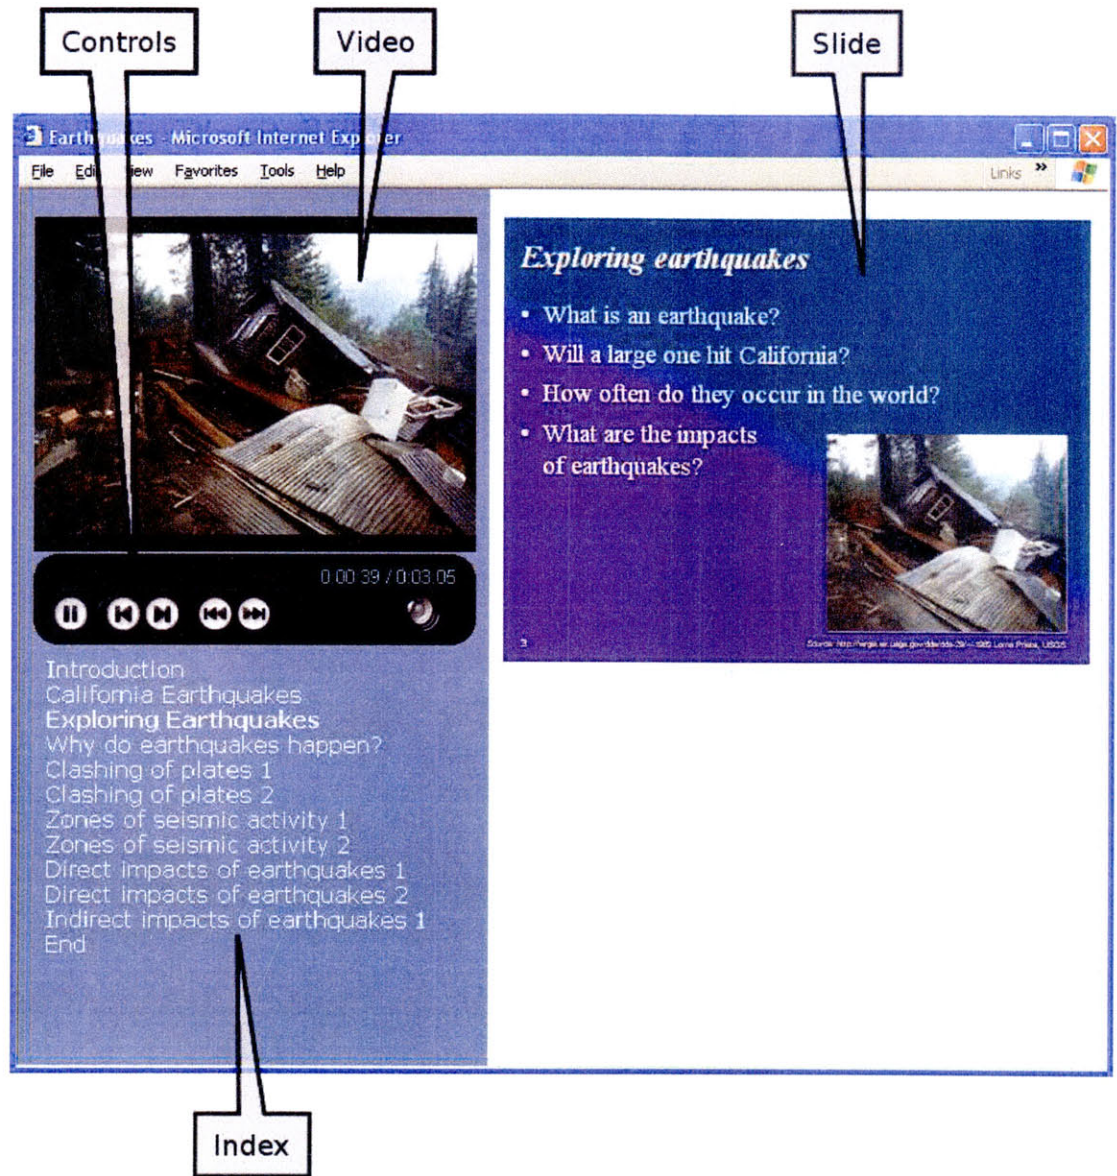 Controls
Video
Slide
Earthquakes - Microsoft Internet Explorer
File Edit View Favorites Tools Help
Links »
Exploring earthquakes
• What is an earthquake?
• Will a large one hit California?
• How often do they occur in the world?
• What are the impacts
of earthquakes?
3
0:00:39 / 0:03:05
Introduction
California Earthquakes
Exploring Earthquakes
Why do earthquakes happen?
Clashing of plates 1
Clashing of plates 2
Zones of seismic activity 1
Zones of seismic activity 2
Direct impacts of earthquakes 1
Direct impacts of earthquakes 2
Indirect impacts of earthquakes 1
End
Index